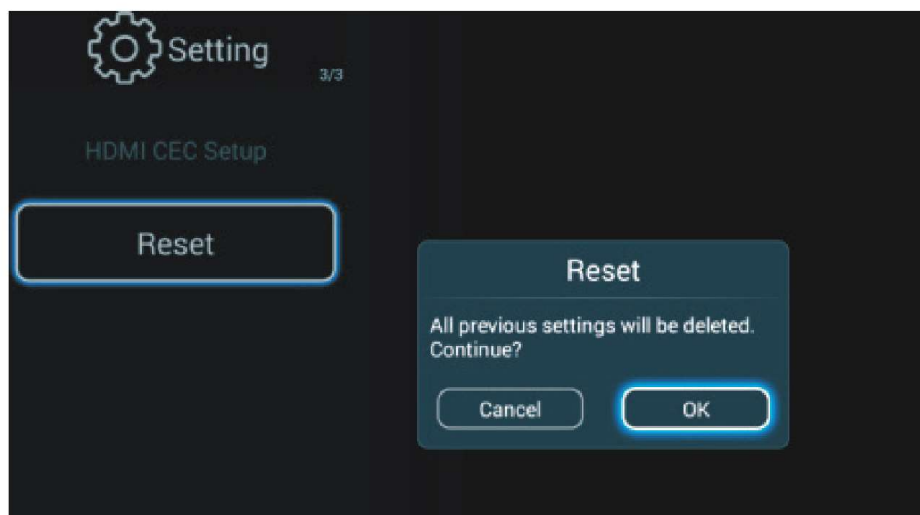 Setting
3/3
HDMI CEC Setup
Reset
Reset
All previous settings will be deleted.
Continue?
Cancel
OK